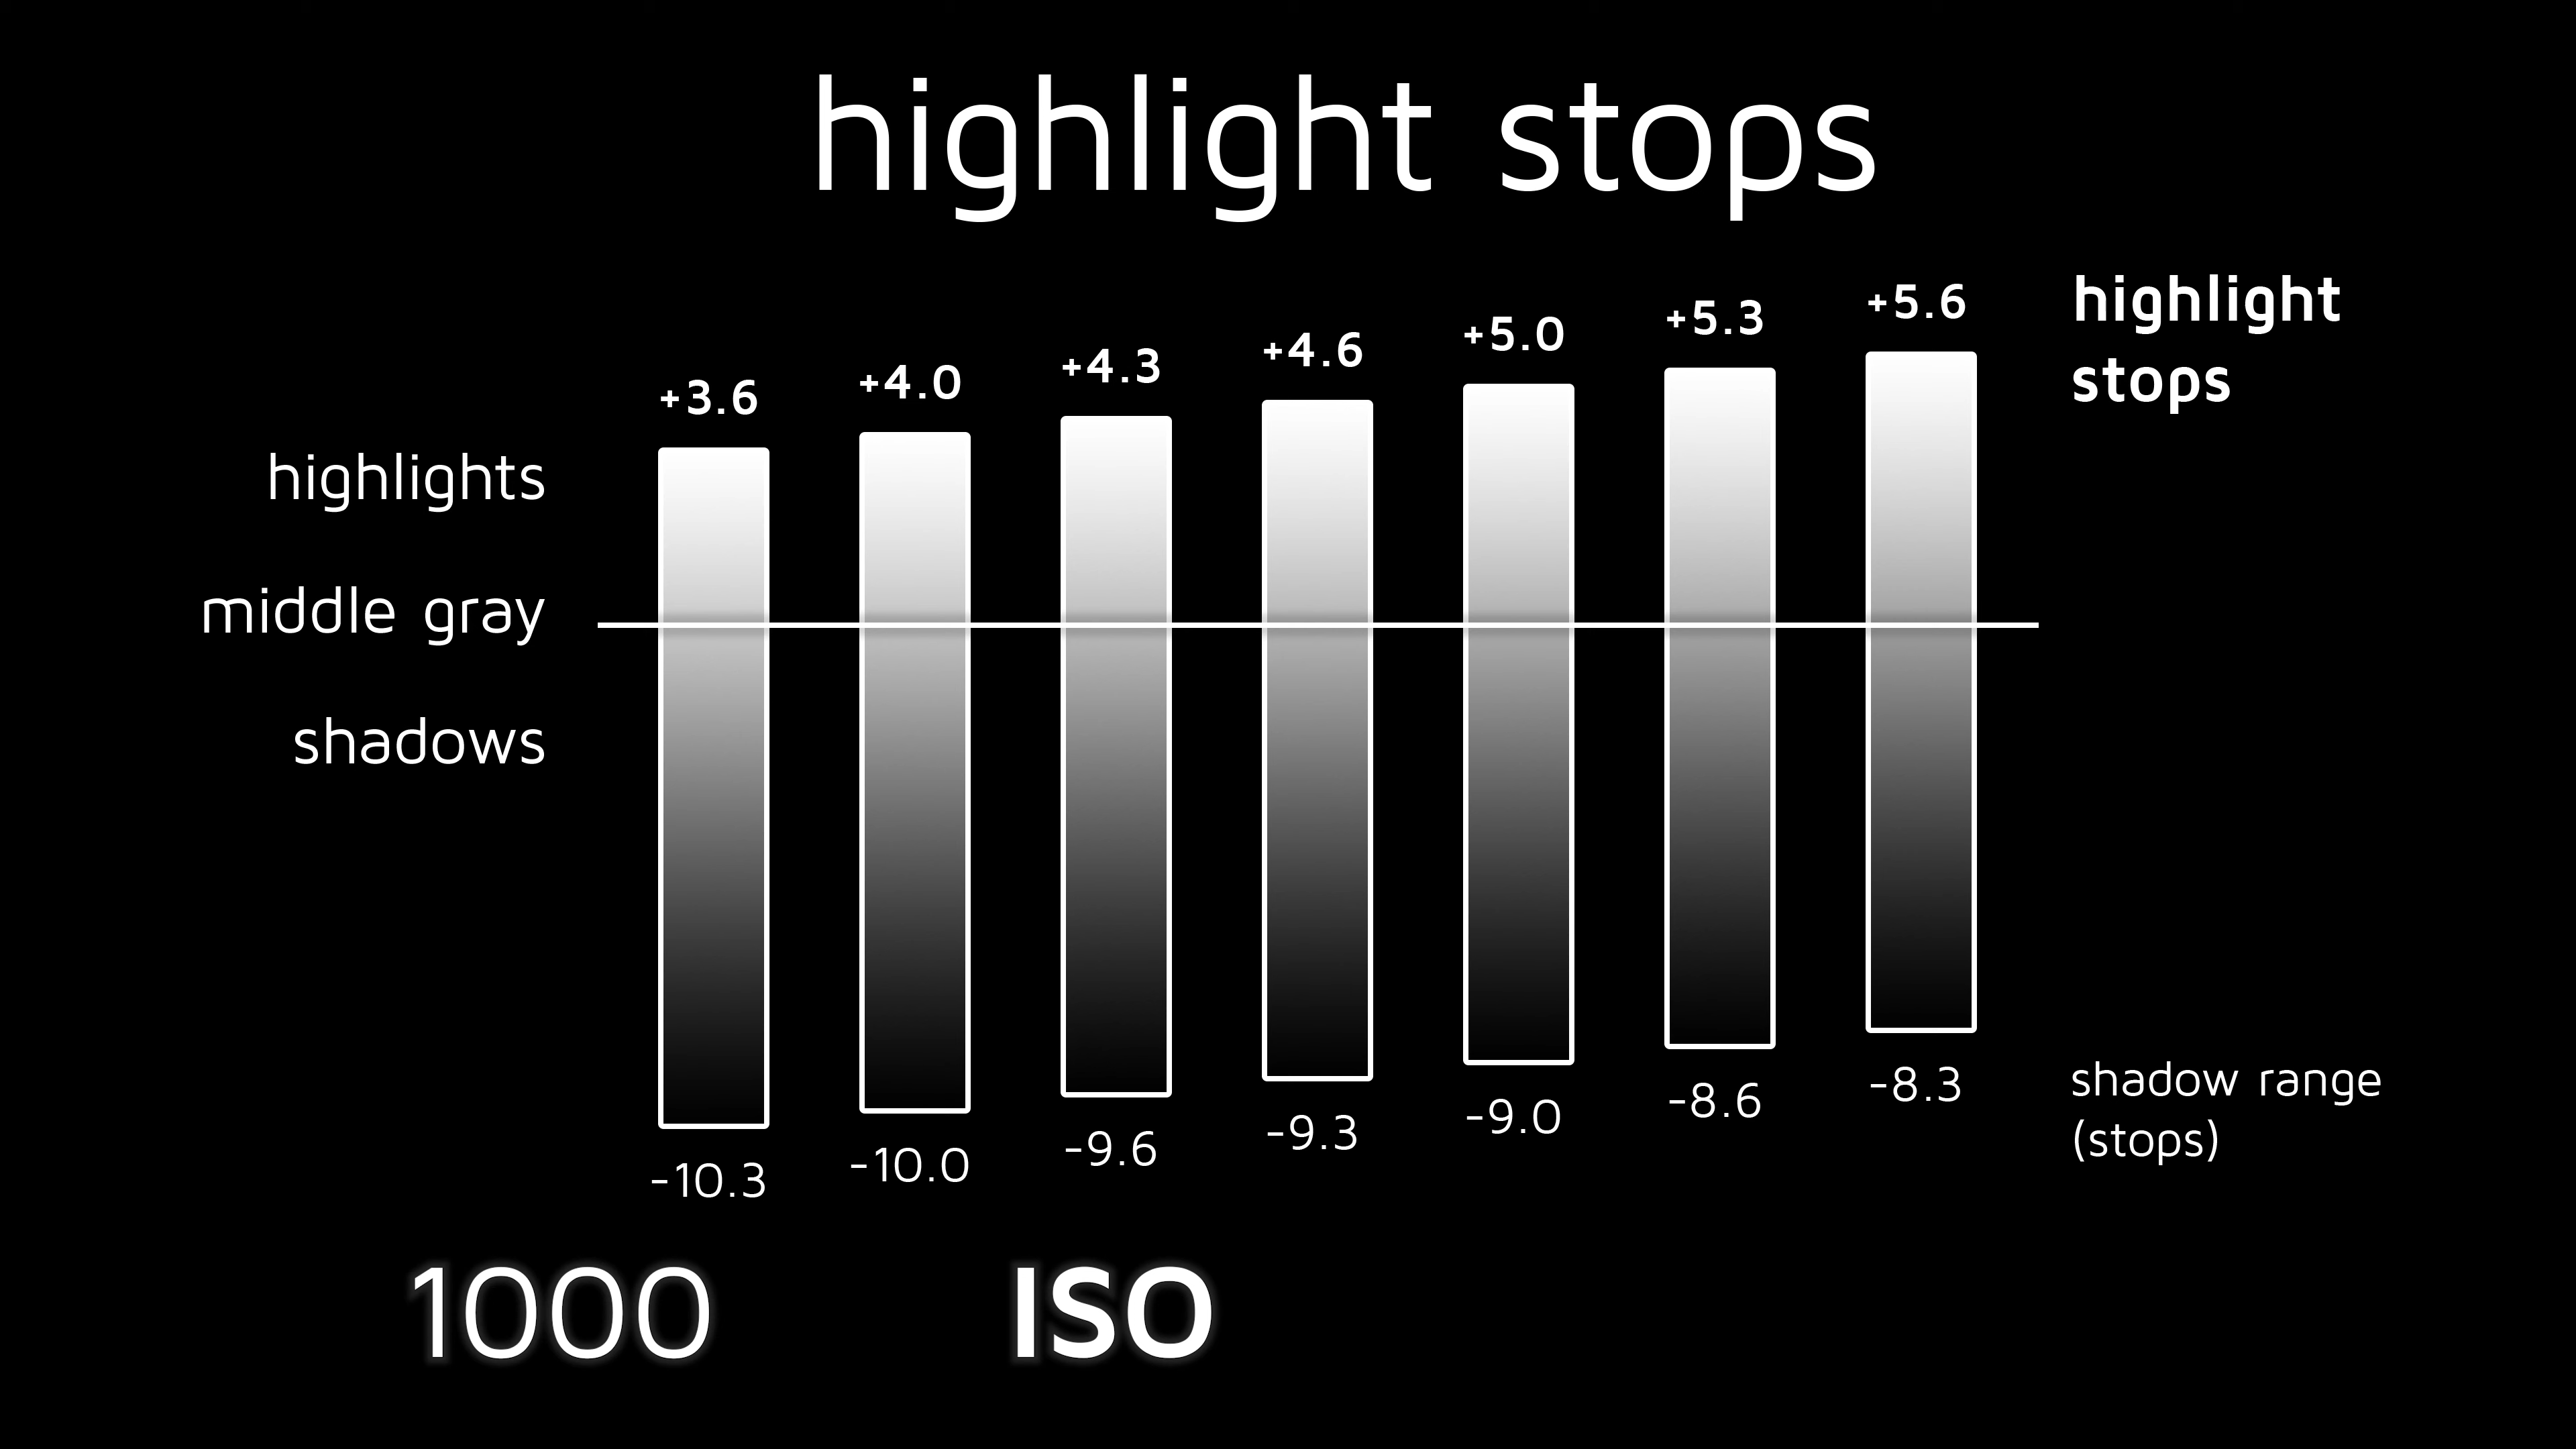 highlight stops
+3.6 +4.0 +4.3 +4.6 +5.0 +5.3 +5.6
highlight
stops
highlights
middle gray
shadows
-10.3 -10.0 -9.6 -9.3 -9.0 -8.6 -8.3
shadow range
(stops)
1000 ISO